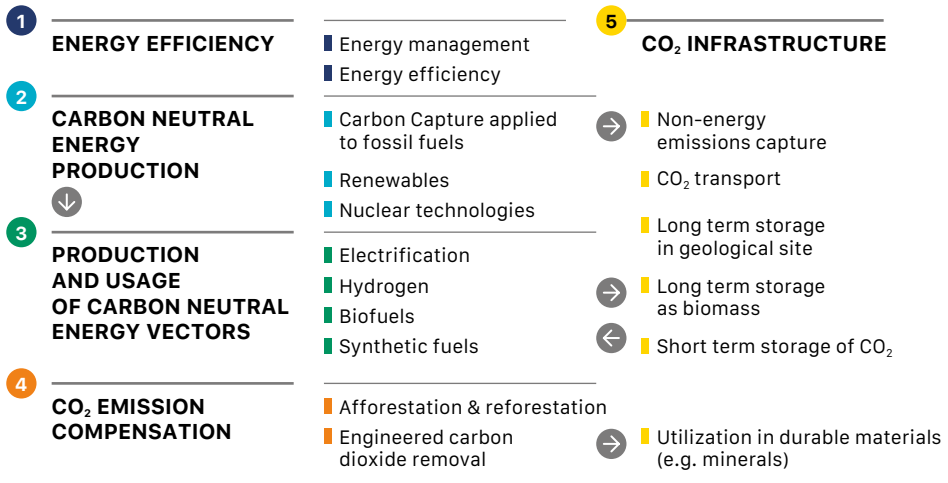 1
ENERGY EFFICIENCY
Energy management
Energy efficiency
2
CARBON NEUTRAL
ENERGY
PRODUCTION
Carbon Capture applied
to fossil fuels
Renewables
Nuclear technologies
3
PRODUCTION
AND USAGE
OF CARBON NEUTRAL
ENERGY VECTORS
Electrification
Hydrogen
Biofuels
Synthetic fuels
4
CO₂ EMISSION
COMPENSATION
Afforestation & reforestation
Engineered carbon
dioxide removal
5
CO₂ INFRASTRUCTURE
Non-energy
emissions capture
CO₂ transport
Long term storage
in geological site
Long term storage
as biomass
Short term storage of CO₂
Utilization in durable materials
(e.g. minerals)